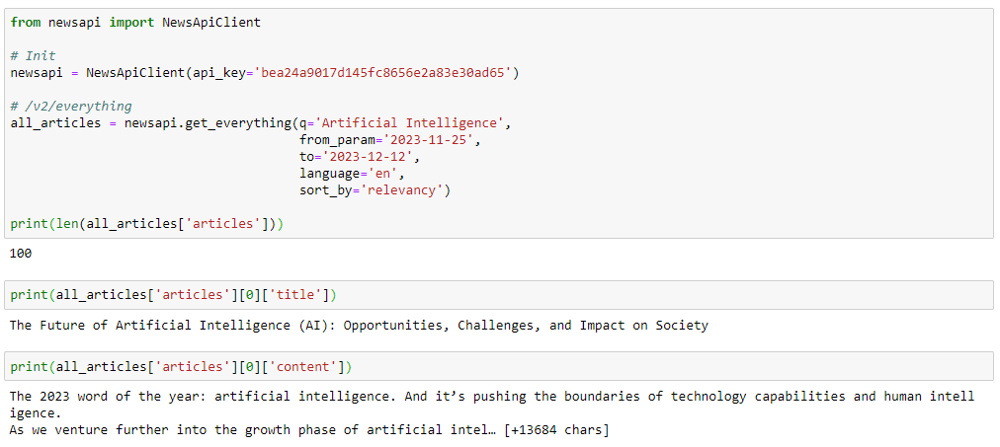 from newsapi import NewsApiClient
# Init
newsapi = NewsApiClient(api_key='bea24a9017d145fc8656e2a83e30ad65')
# /v2/everything
all_articles = newsapi.get_everything(q='Artificial Intelligence',
from_param='2023-11-25',
to='2023-12-12',
language='en',
sort_by='relevancy')
print(len(all_articles['articles']))
100
print(all_articles['articles'][0]['title'])
The Future of Artificial Intelligence (AI): Opportunities, Challenges, and Impact on Society
print(all_articles['articles'][0]['content'])
The 2023 word of the year: artificial intelligence. And it’s pushing the boundaries of technology capabilities and human intell
igence.
As we venture further into the growth phase of artificial intel… [+13684 chars]